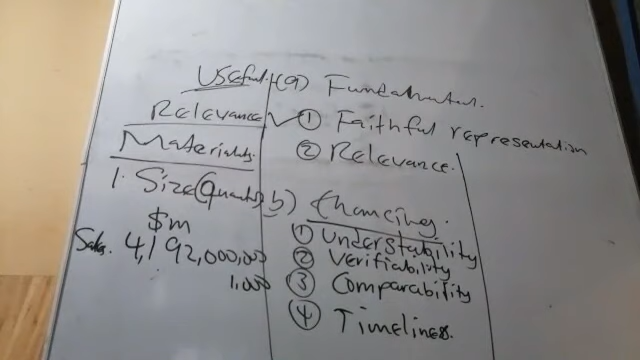 Useful (a) Fundamental.
Relevance
① Faithful representation
② Relevance.
Materiality.
1. Size (Quantity
b) Enhancing.
$m
Sales 4,192,000,000
1,000
① Understability
② Verifiability
③ Comparability
④ Timeliness.